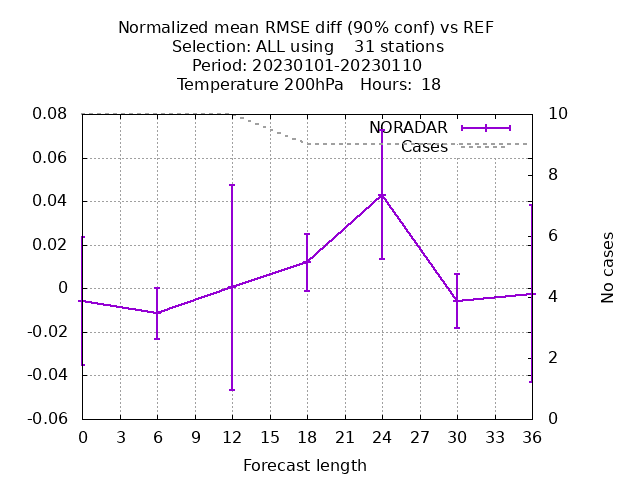 Normalized mean RMSE diff (90% conf) vs REF
Selection: ALL using    31 stations
Period: 20230101-20230110
Temperature 200hPa   Hours:  18
NORADAR
Cases
0.08
0.06
0.04
0.02
0
-0.02
-0.04
-0.06
10
8
6
4
2
0
No cases
0 3 6 9 12 15 18 21 24 27 30 33 36
Forecast length